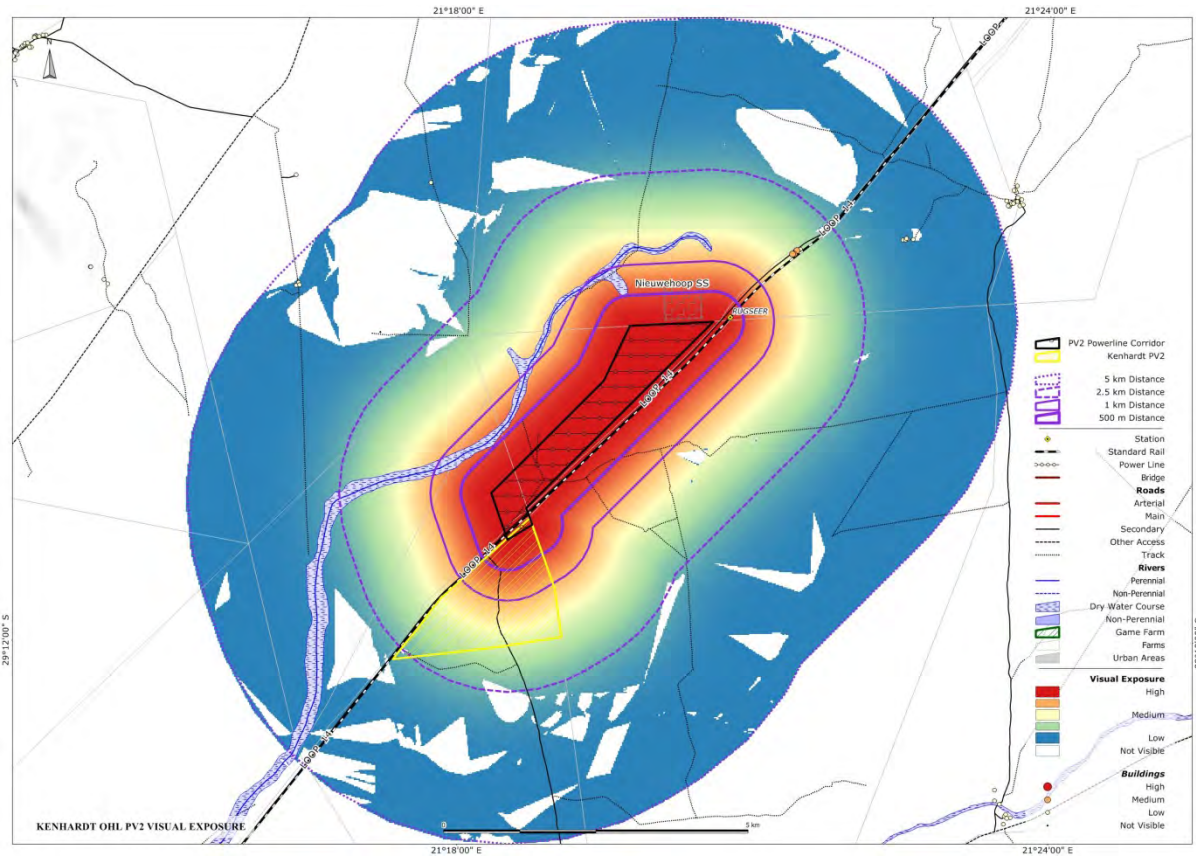 21°18'00" E
21°24'00" E
N
LOOP
LOOP 14
Nieuwehoop SS
RUGSEER
LOOP 14
PV2 Powerline Corridor
Kenhardt PV2
5 km Distance
2.5 km Distance
1 km Distance
500 m Distance
Station
Standard Rail
Power Line
Bridge
Roads
Arterial
Main
Secondary
Other Access
Track
Rivers
Perennial
Non-Perennial
Dry Water Course
Non-Perennial
Game Farm
Farms
Urban Areas
Visual Exposure
High
Medium
Low
Not Visible
Buildings
High
Medium
Low
Not Visible
LOOP 14
LOOP 14
29°12'00" S
KENHARDT OHL PV2 VISUAL EXPOSURE
0
5 km
21°18'00" E
21°24'00" E